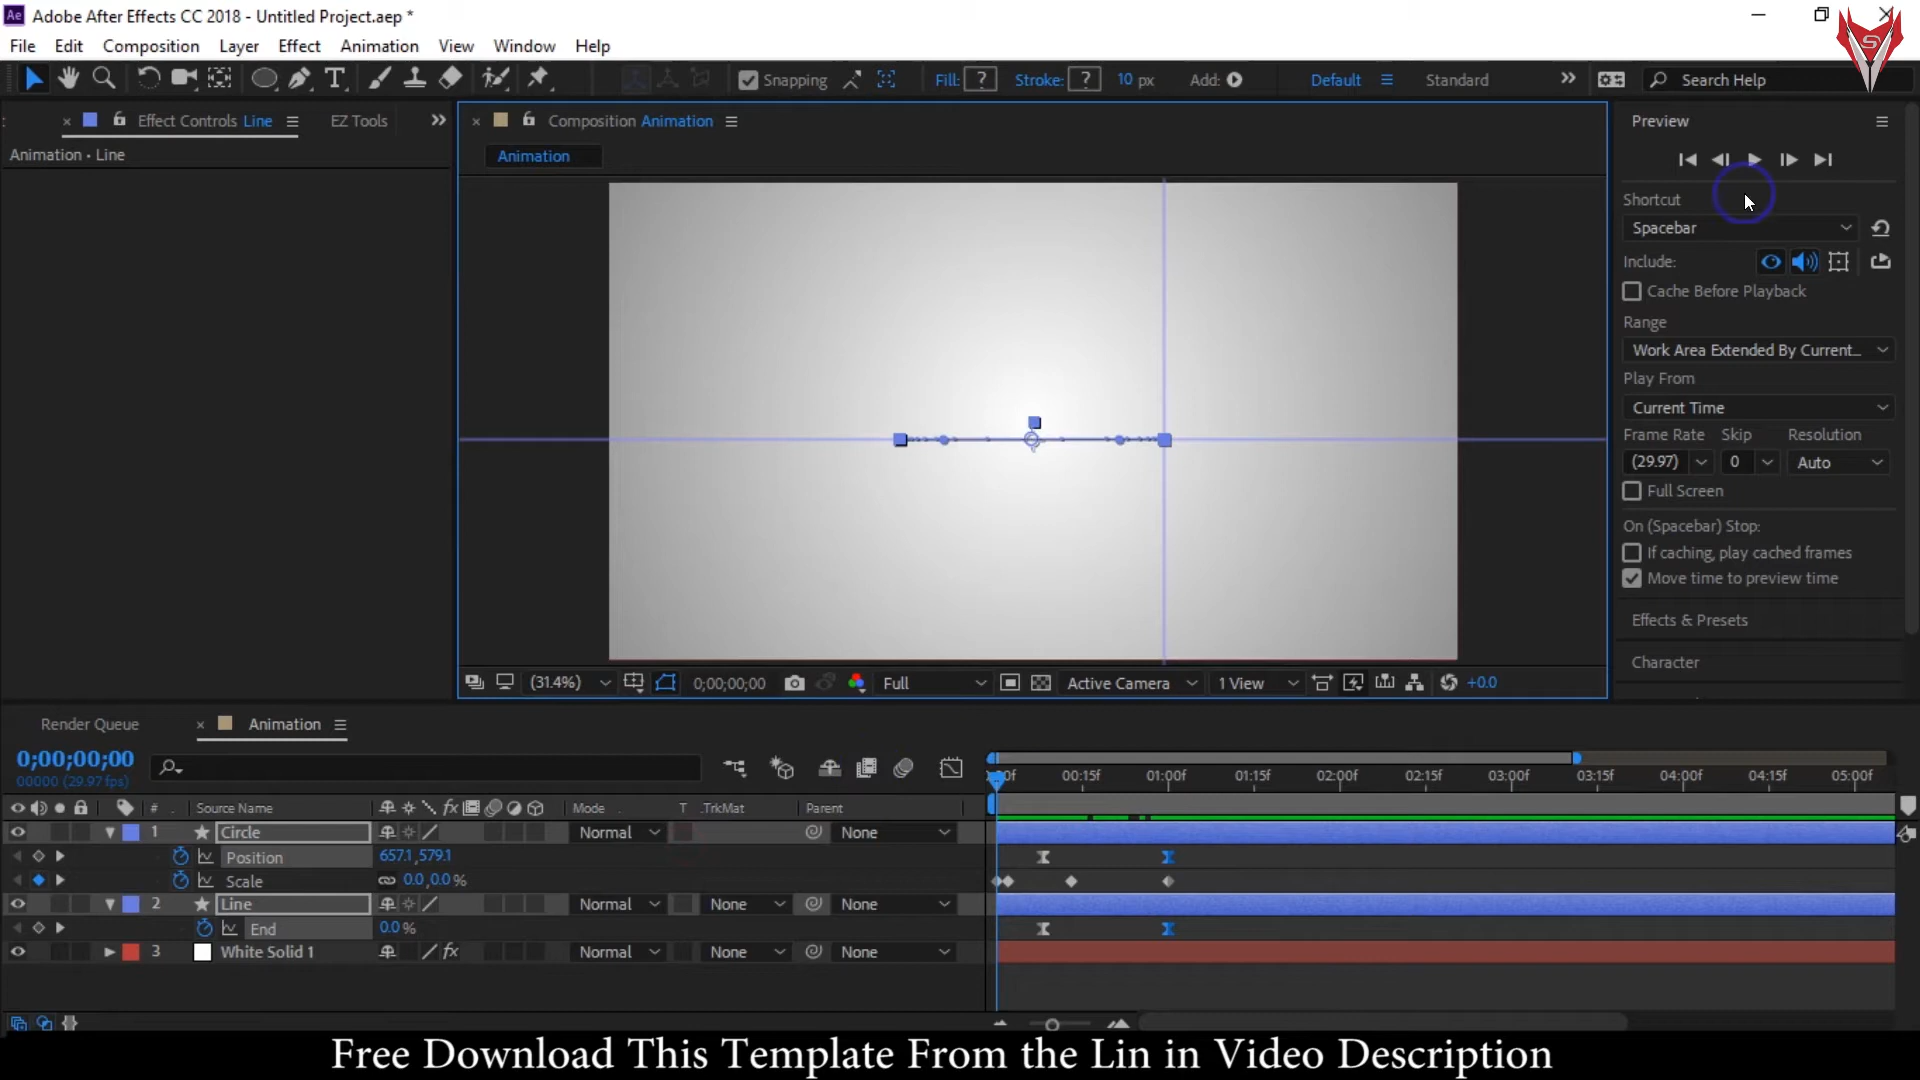 Ae Adobe After Effects CC 2018 - Untitled Project.aep *
File Edit Composition Layer Effect Animation View Window Help
Snapping Fill: ? Stroke: ? 10 px Add: Default Standard Search Help
Effect Controls Line EZ Tools
Composition Animation
Preview
Animation • Line
Animation
Shortcut
Spacebar
Include:
Cache Before Playback
Range
Work Area Extended By Current...
Play From
Current Time
Frame Rate Skip Resolution
(29.97) 0 Auto
Full Screen
On (Spacebar) Stop:
If caching, play cached frames
Move time to preview time
Effects & Presets
Character
(31.4%) 0;00;00;00 Full Active Camera 1 View +0.0
Render Queue Animation
0;00;00;00
00000 (29.97 fps)
00f 00:15f 01:00f 01:15f 02:00f 02:15f 03:00f 03:15f 04:00f 04:15f 05:00f
# Source Name fx Mode T .TrkMat Parent
1 Circle Normal None
Position 657.1,579.1
Scale 0.0,0.0 %
2 Line Normal None None
End 0.0 %
3 White Solid 1 fx Normal None None
Free Download This Template From the Lin in Video Description